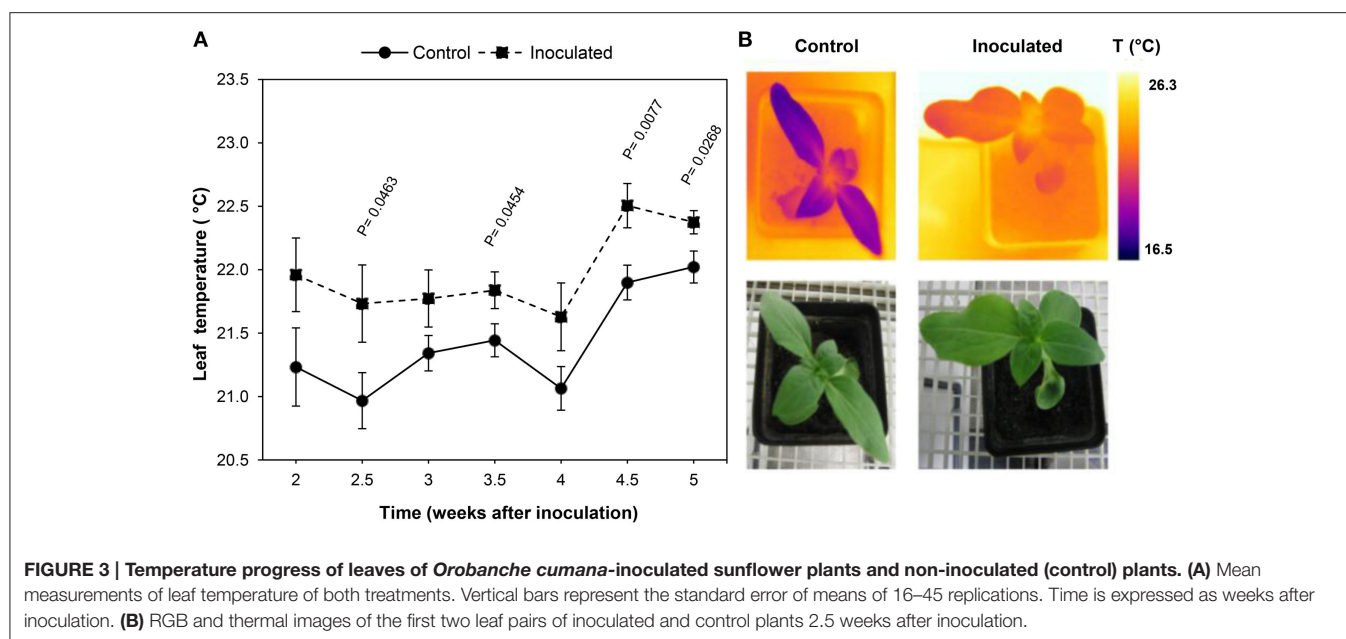 A
Control Inoculated
23.5
23.0
22.5
22.0
21.5
21.0
20.5
Leaf temperature ( °C)
P= 0.0463
P= 0.0454
P= 0.0077
P= 0.0268
2 2.5 3 3.5 4 4.5 5
Time (weeks after inoculation)
B
Control Inoculated T (°C)
26.3
16.5
FIGURE 3 | Temperature progress of leaves of Orobanche cumana-inoculated sunflower plants and non-inoculated (control) plants. (A) Mean
measurements of leaf temperature of both treatments. Vertical bars represent the standard error of means of 16–45 replications. Time is expressed as weeks after
inoculation. (B) RGB and thermal images of the first two leaf pairs of inoculated and control plants 2.5 weeks after inoculation.